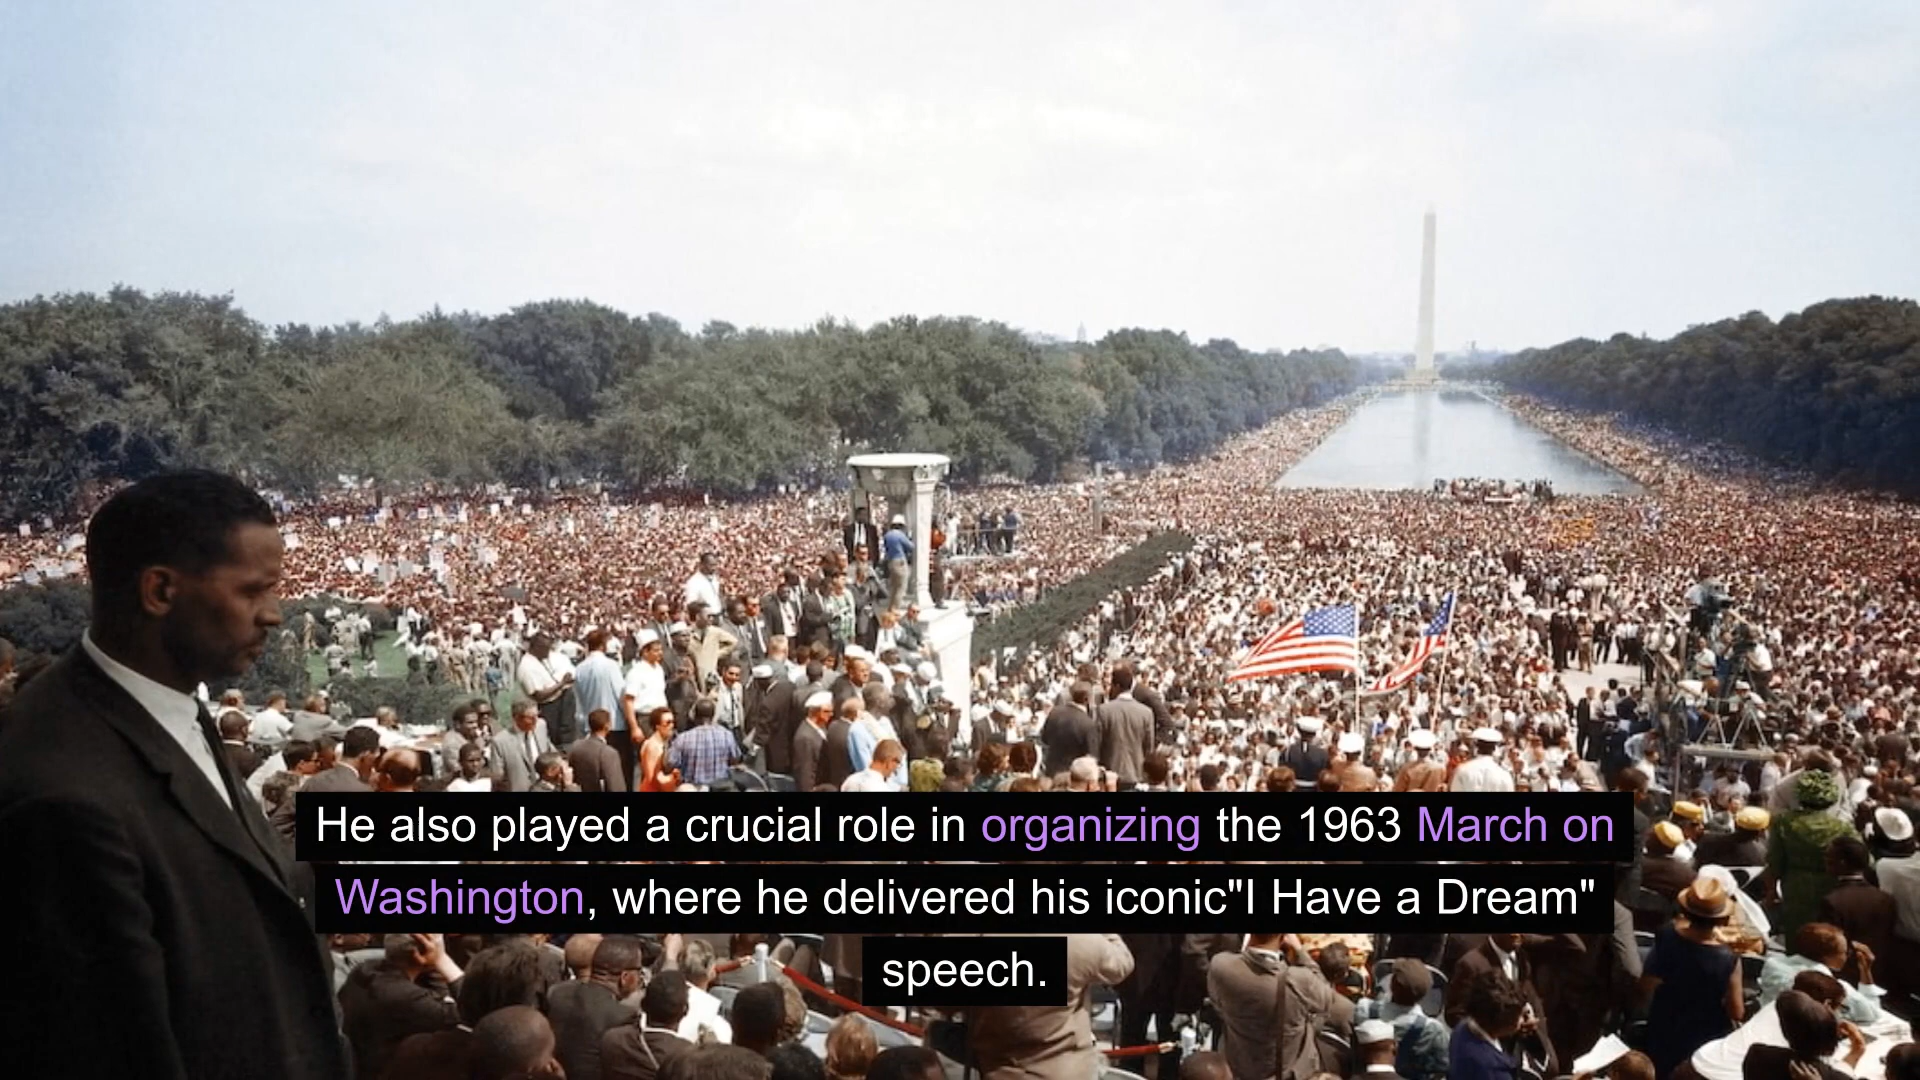 He also played a crucial role in organizing the 1963 March on
Washington, where he delivered his iconic"I Have a Dream"
speech.